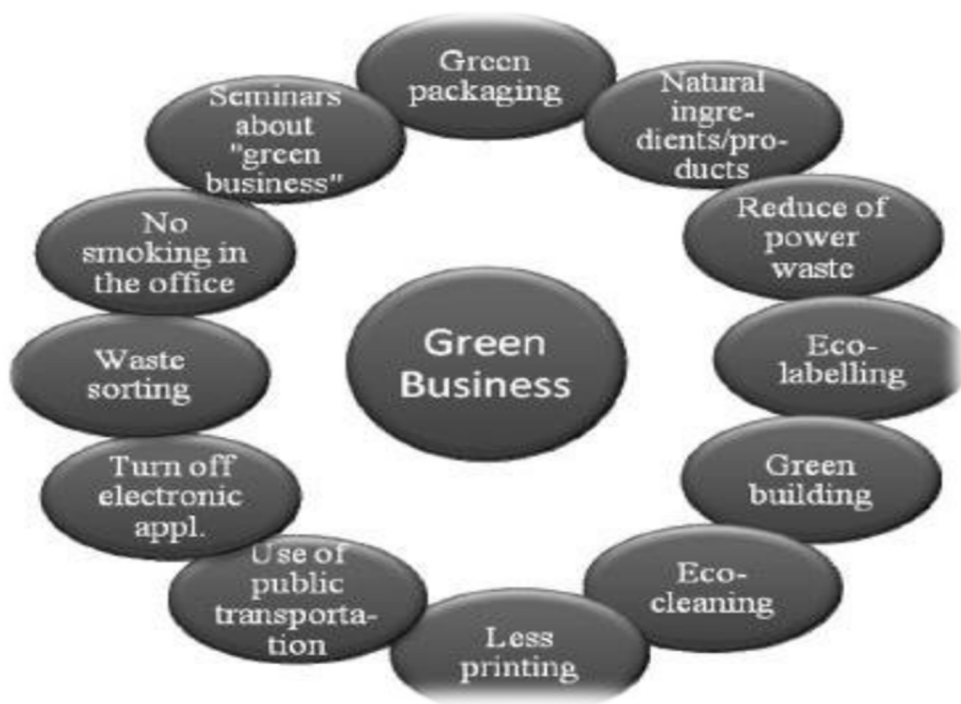 Green
packaging
Natural
ingre-
dients/pro-
ducts
Reduce of
power
waste
Eco-
labelling
Green
building
Eco-
cleaning
Less
printing
Use of
public
transporta-
tion
Turn off
electronic
appl.
Waste
sorting
No
smoking in
the office
Seminars
about
"green
business"
Green
Business